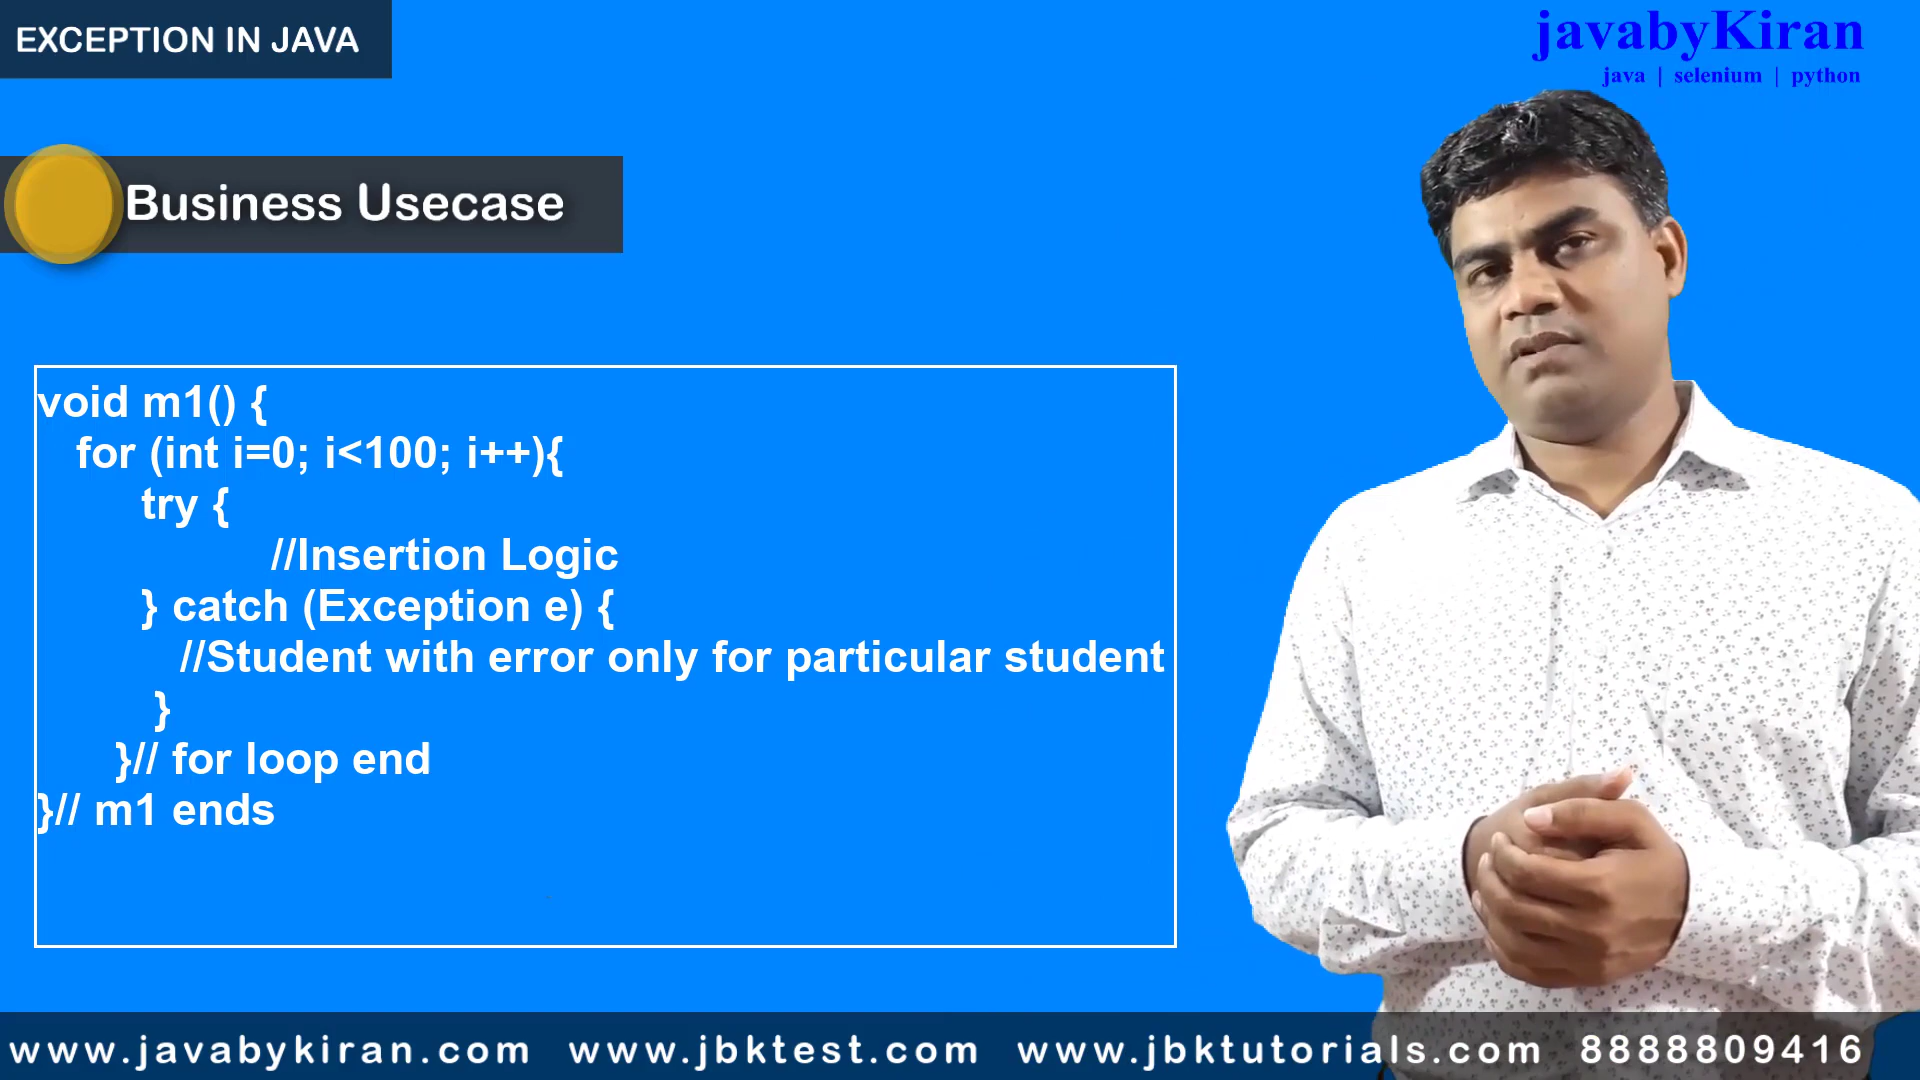 EXCEPTION IN JAVA
javabyKiran
java | selenium | python
Business Usecase
void m1() {
for (int i=0; i<100; i++){
try {
//Insertion Logic
} catch (Exception e) {
//Student with error only for particular student
}
}// for loop end
}// m1 ends
www.javabykiran.com www.jbktest.com www.jbktutorials.com 8888809416